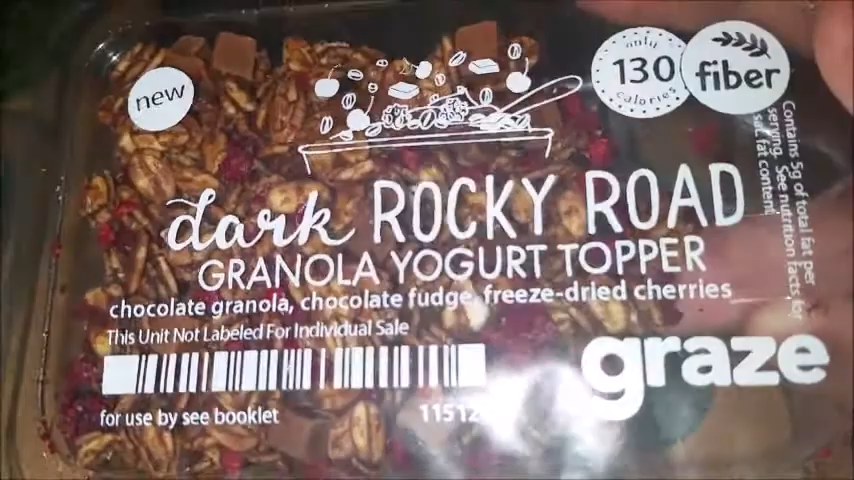 new
only
130
calories
fiber
Contains 5g of total fat per
serving. See nutrition facts, for
sat. fat content.
dark ROCKY ROAD
GRANOLA YOGURT TOPPER
chocolate granola, chocolate fudge, freeze-dried cherries
This Unit Not Labeled For Individual Sale
for use by see booklet
11512
graze